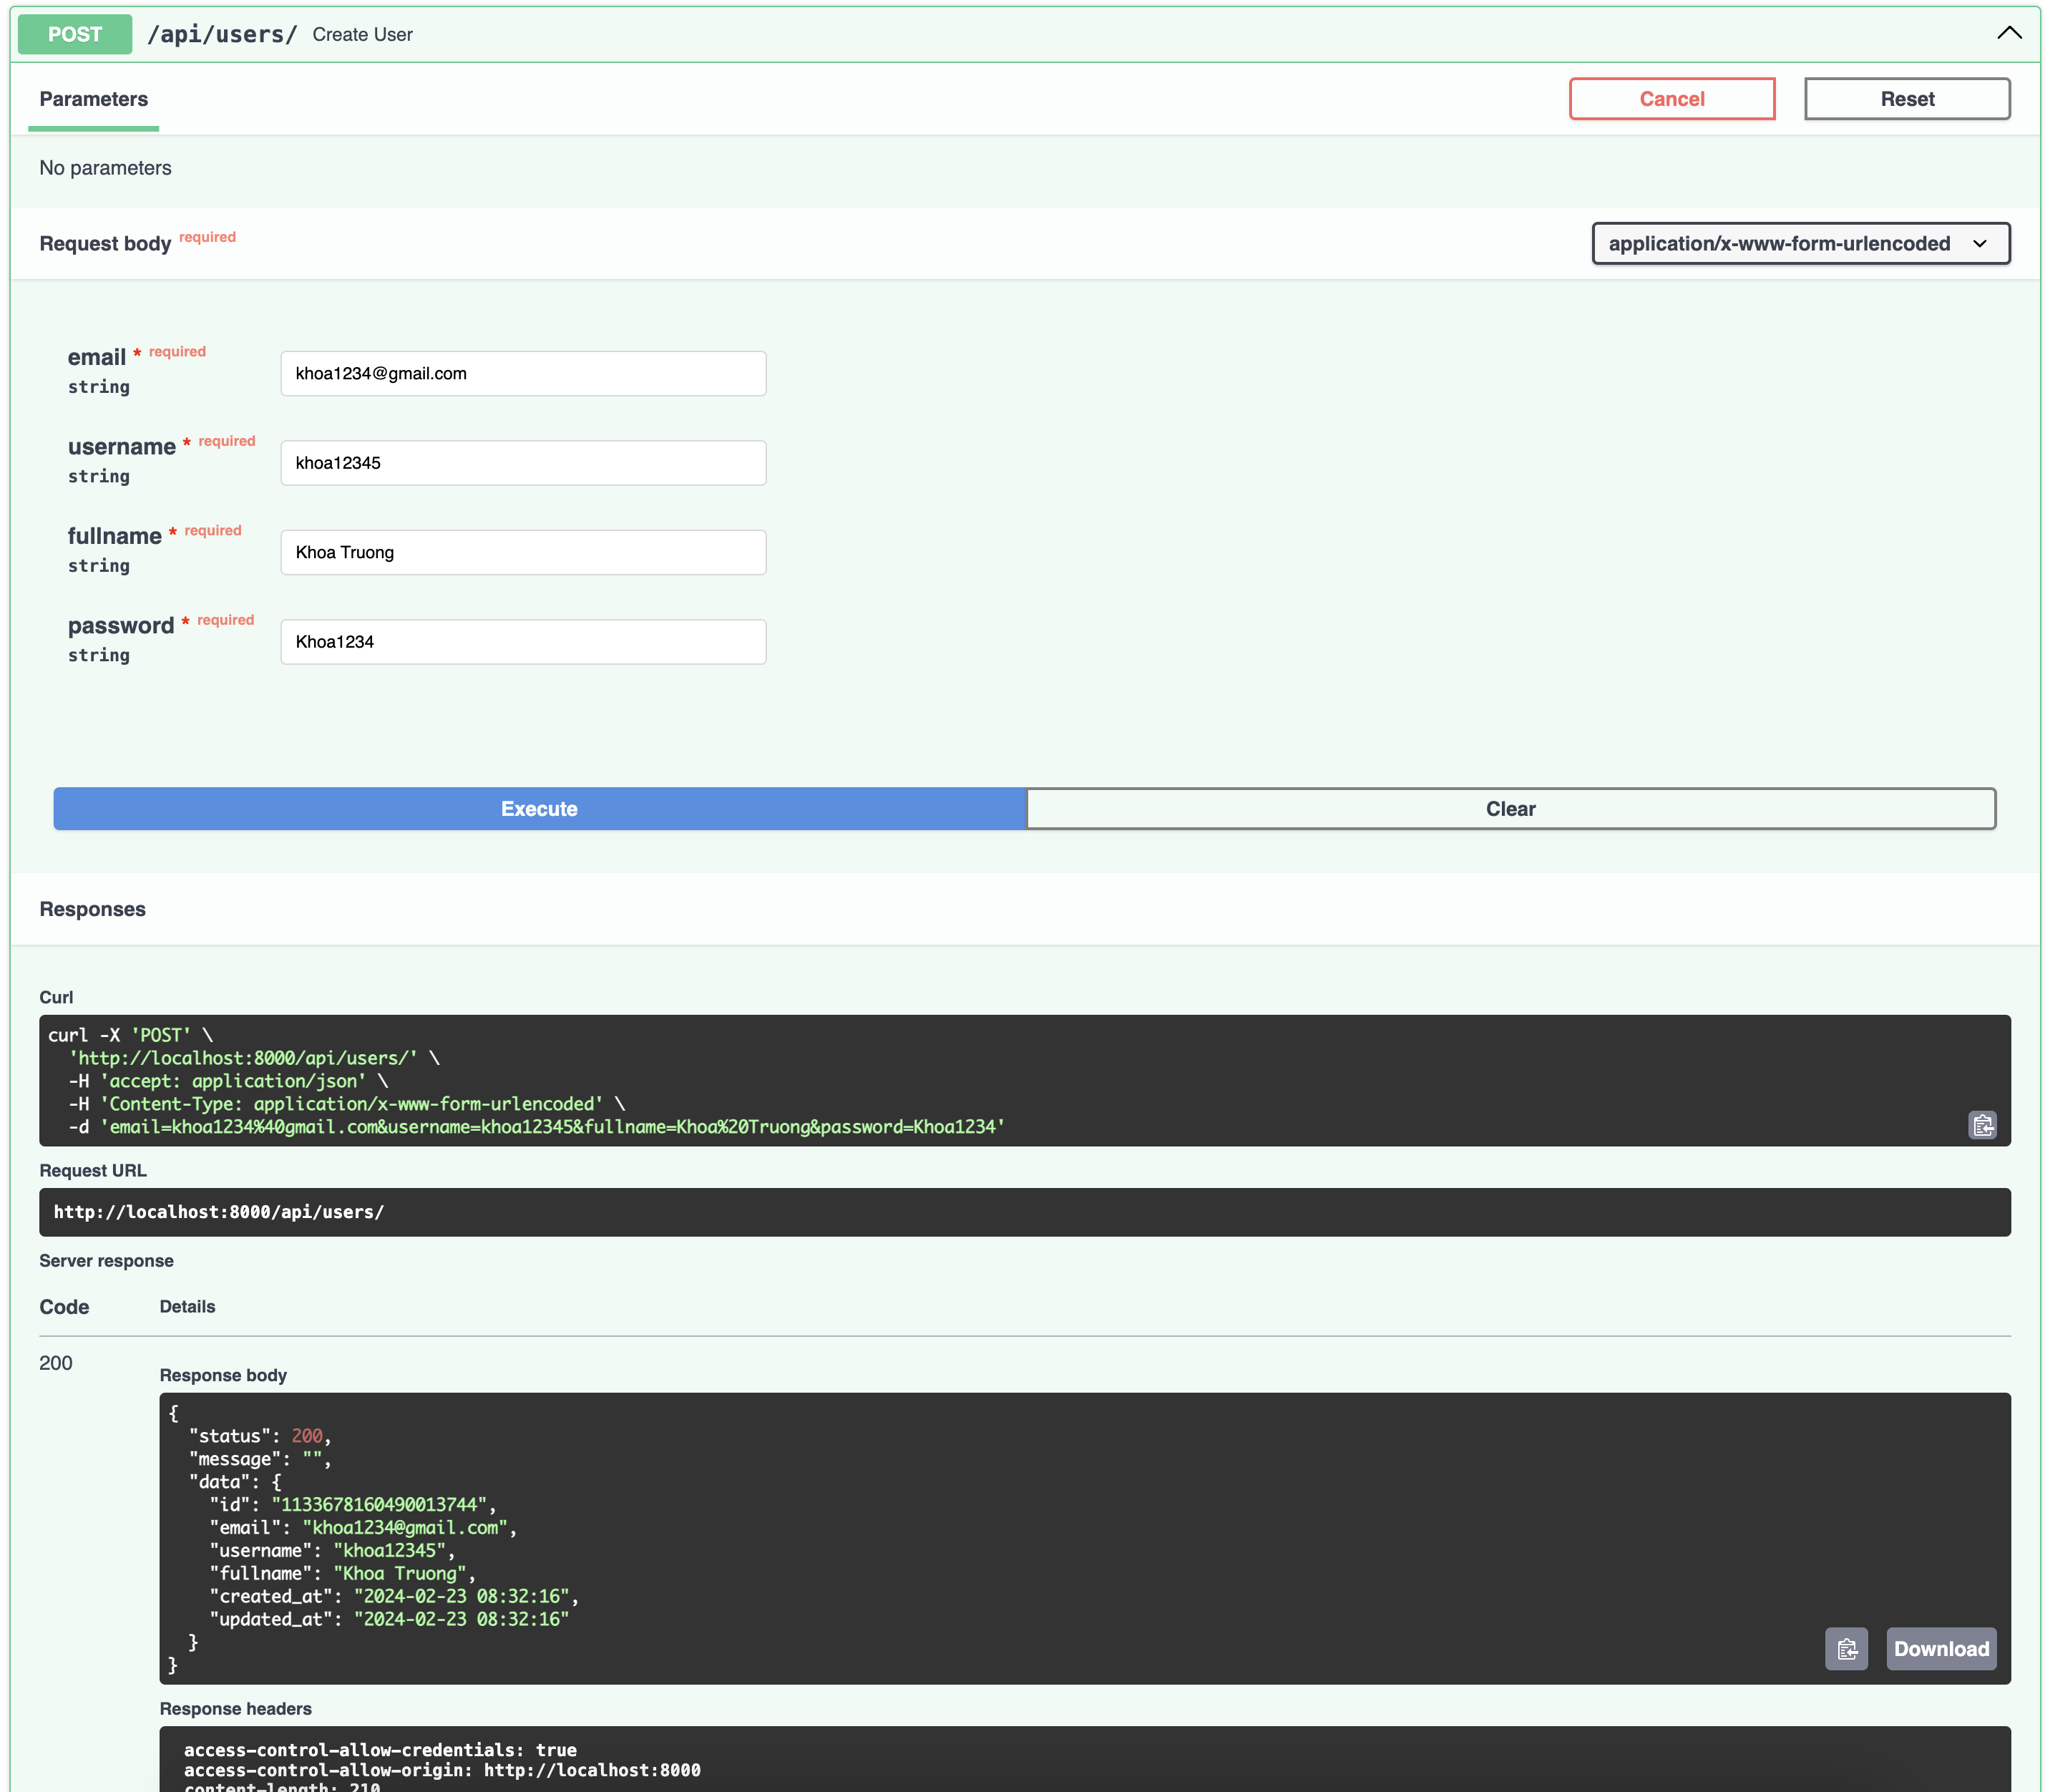 POST /api/users/ Create User
Parameters
Cancel
Reset
No parameters
Request body required
application/x-www-form-urlencoded
email * required
string
khoa1234@gmail.com
username * required
string
khoa12345
fullname * required
string
Khoa Truong
password * required
string
Khoa1234
Execute
Clear
Responses
Curl
curl -X 'POST' \
'http://localhost:8000/api/users/' \
-H 'accept: application/json' \
-H 'Content-Type: application/x-www-form-urlencoded' \
-d 'email=khoa1234%40gmail.com&username=khoa12345&fullname=Khoa%20Truong&password=Khoa1234'
Request URL
http://localhost:8000/api/users/
Server response
Code Details
200
Response body
{
"status": 200,
"message": "",
"data": {
"id": "1133678160490013744",
"email": "khoa1234@gmail.com",
"username": "khoa12345",
"fullname": "Khoa Truong",
"created_at": "2024-02-23 08:32:16",
"updated_at": "2024-02-23 08:32:16"
}
}
Download
Response headers
access-control-allow-credentials: true
access-control-allow-origin: http://localhost:8000
content-length: 210